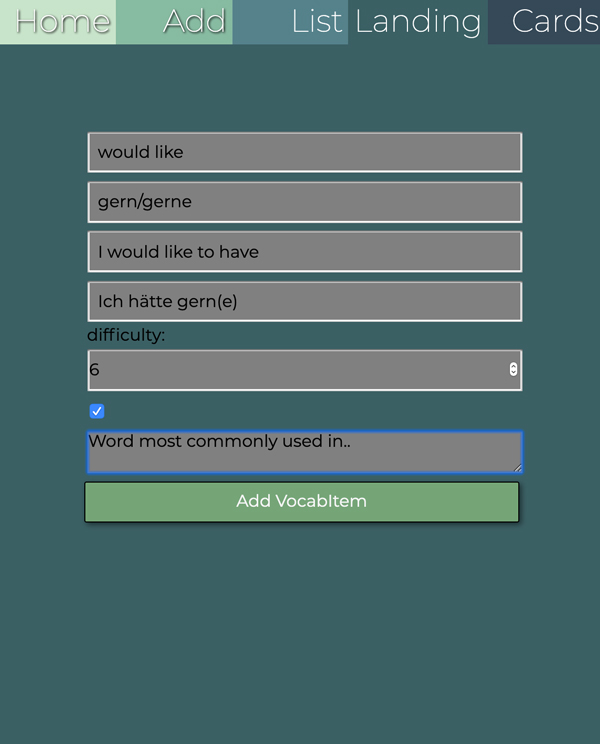 Home Add List Landing Cards
would like
gern/gerne
I would like to have
Ich hätte gern(e)
difficulty:
6
Word most commonly used in..
Add VocabItem